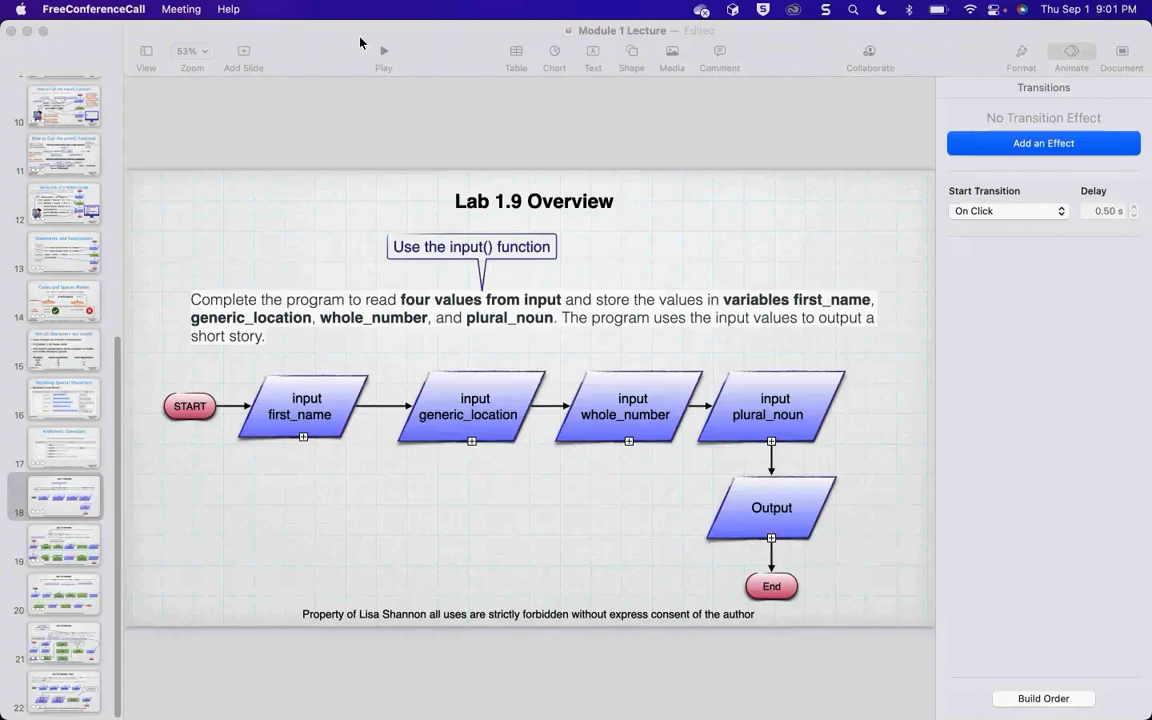 FreeConferenceCall Meeting Help Thu Sep 1 9:01 PM
Module 1 Lecture — Edited
53%
View Zoom Add Slide Play Table Chart Text Shape Media Comment Collaborate Format Animate Document
Transitions
No Transition Effect
Add an Effect
Start Transition Delay
On Click 0.50 s
Lab 1.9 Overview
Use the input() function
Complete the program to read four values from input and store the values in variables first_name,
generic_location, whole_number, and plural_noun. The program uses the input values to output a
short story.
START
input
first_name
input
generic_location
input
whole_number
input
plural_noun
Output
End
Property of Lisa Shannon all uses are strictly forbidden without express consent of the author
10
11
12
13
14
15
16
17
18
19
20
21
22
Build Order